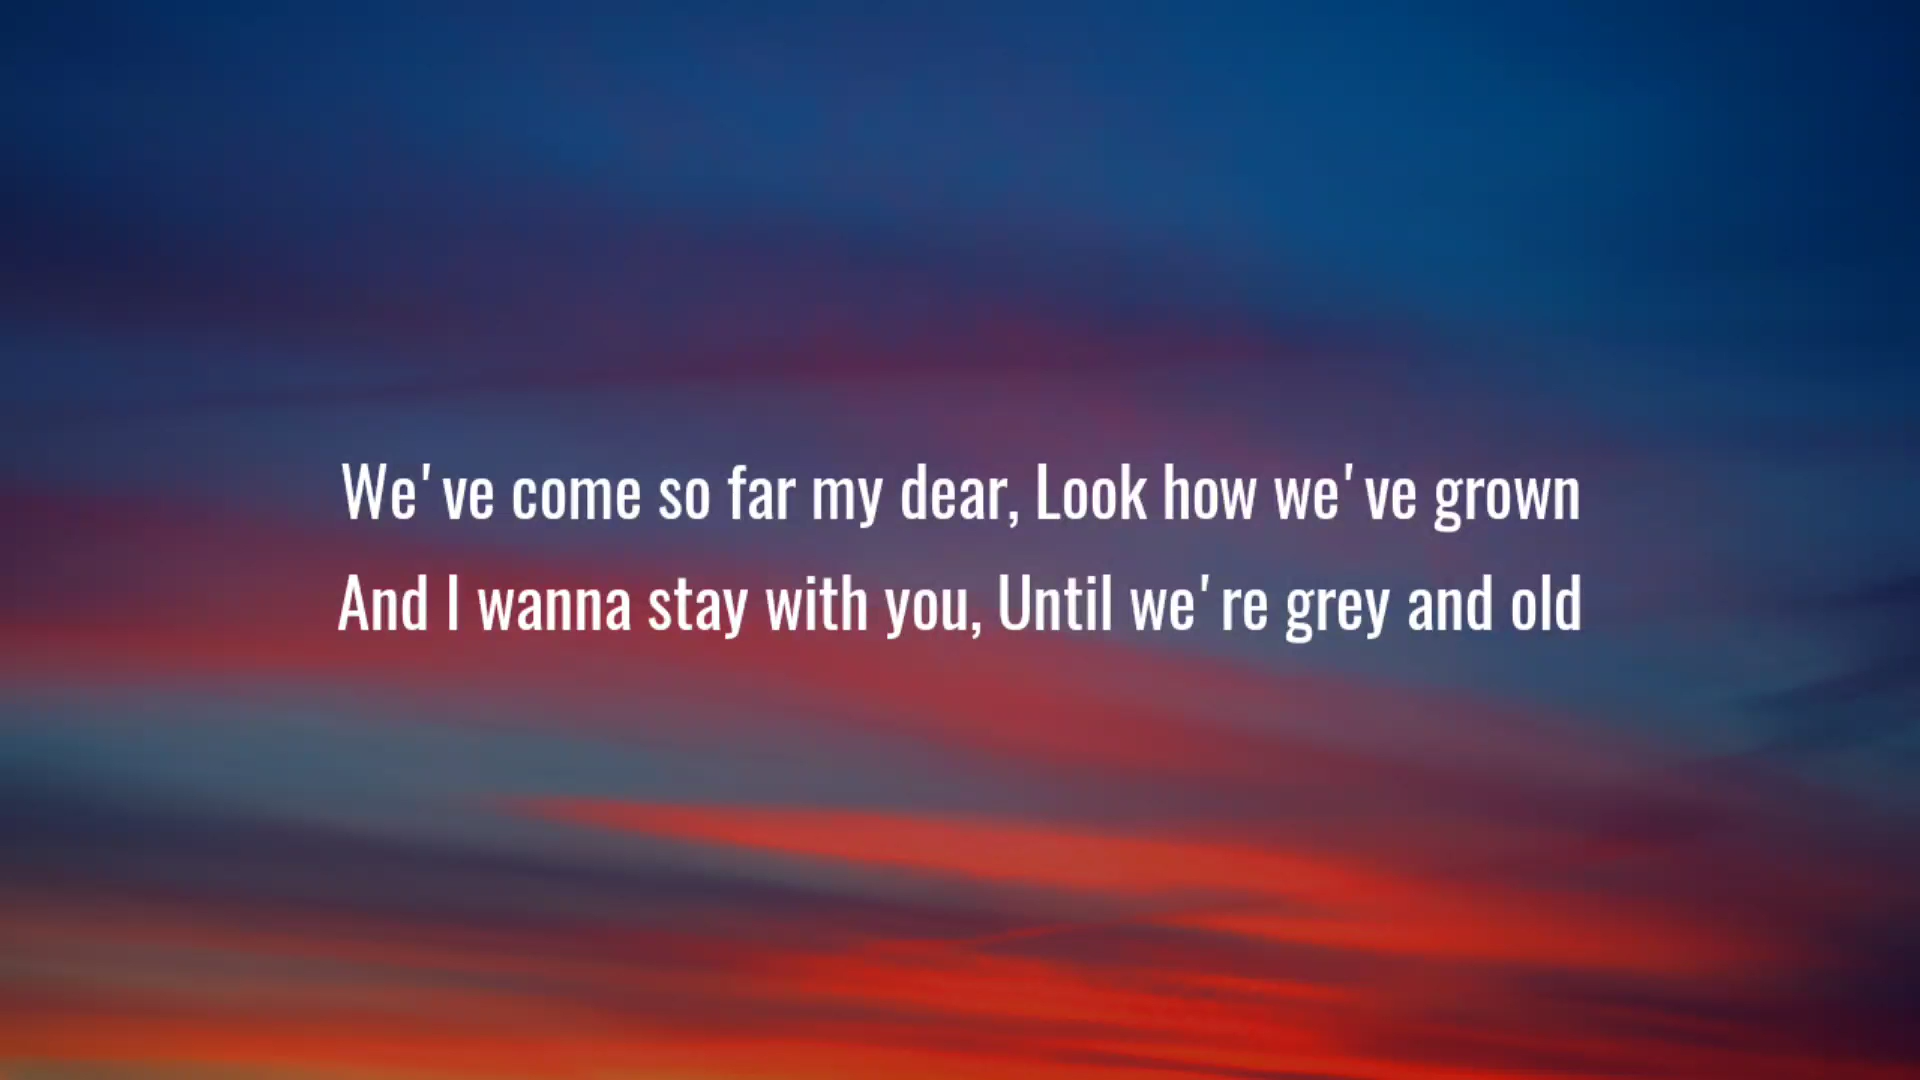 We've come so far my dear, Look how we've grown
And I wanna stay with you, Until we're grey and old